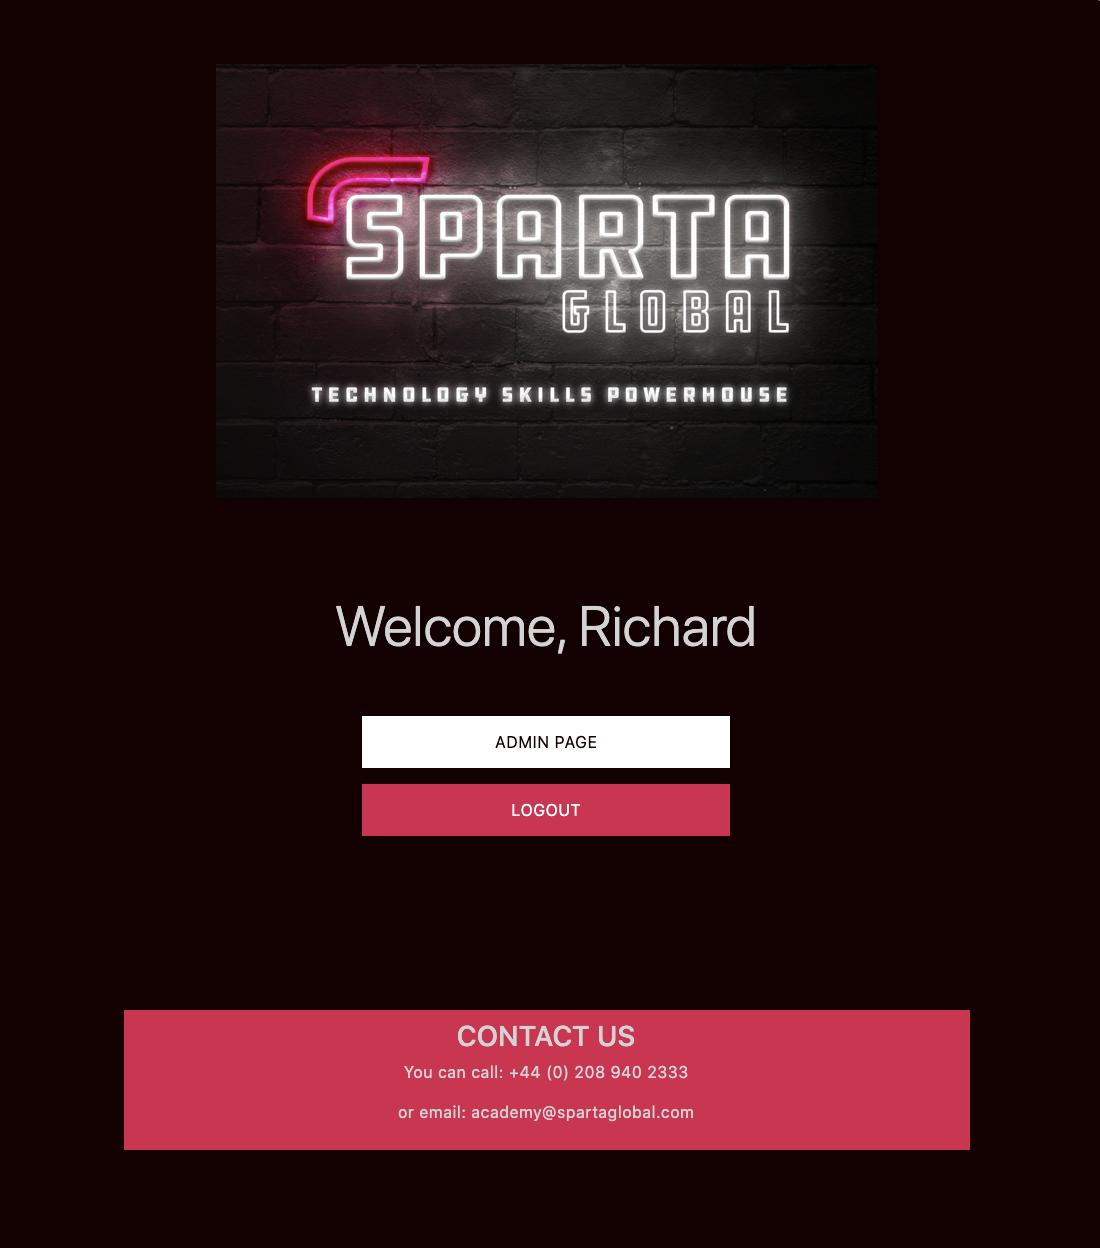 SPARTA
GLOBAL
TECHNOLOGY SKILLS POWERHOUSE
Welcome, Richard
ADMIN PAGE
LOGOUT
CONTACT US
You can call: +44 (0) 208 940 2333
or email: academy@spartaglobal.com